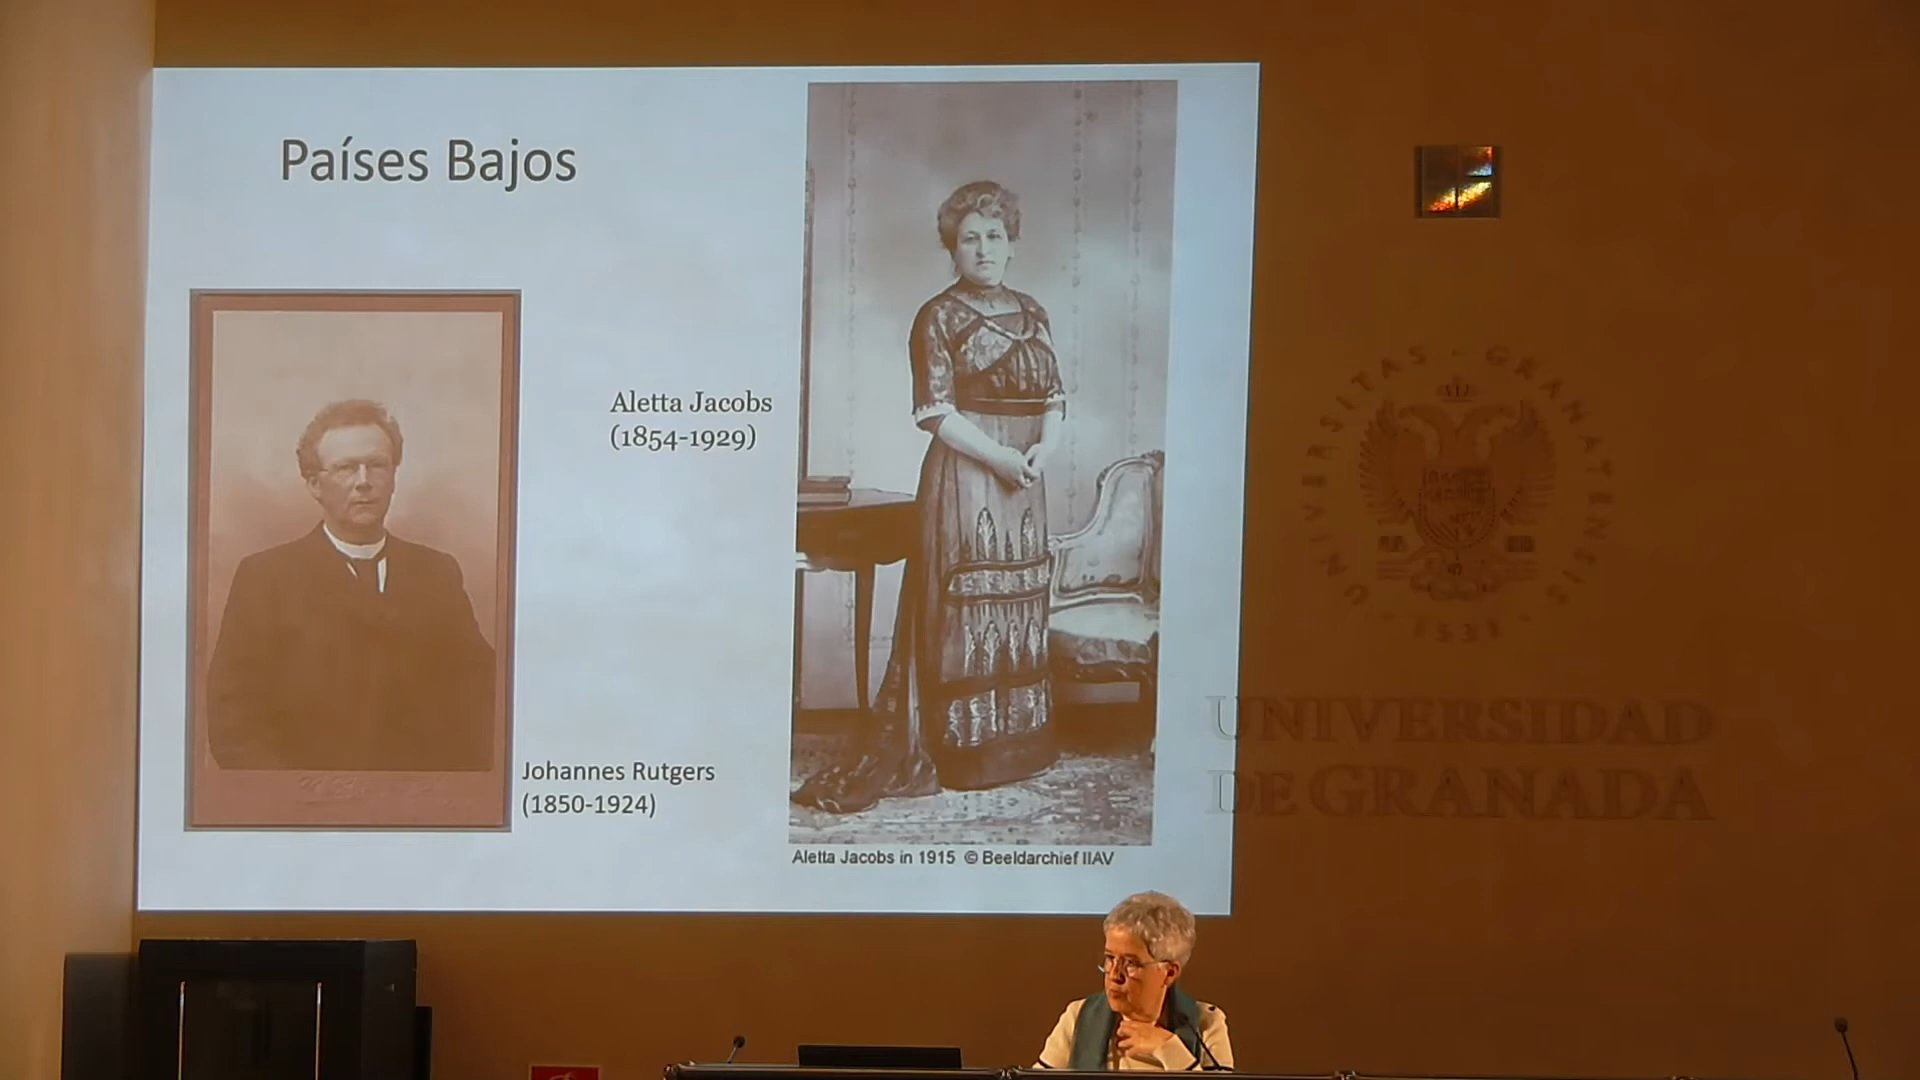 Países Bajos
Aletta Jacobs
(1854-1929)
Johannes Rutgers
(1850-1924)
Aletta Jacobs in 1915 © Beeldarchief IIAV
UNIVERSITAS · GRANATENSIS
· 1531 ·
UNIVERSIDAD
DE GRANADA